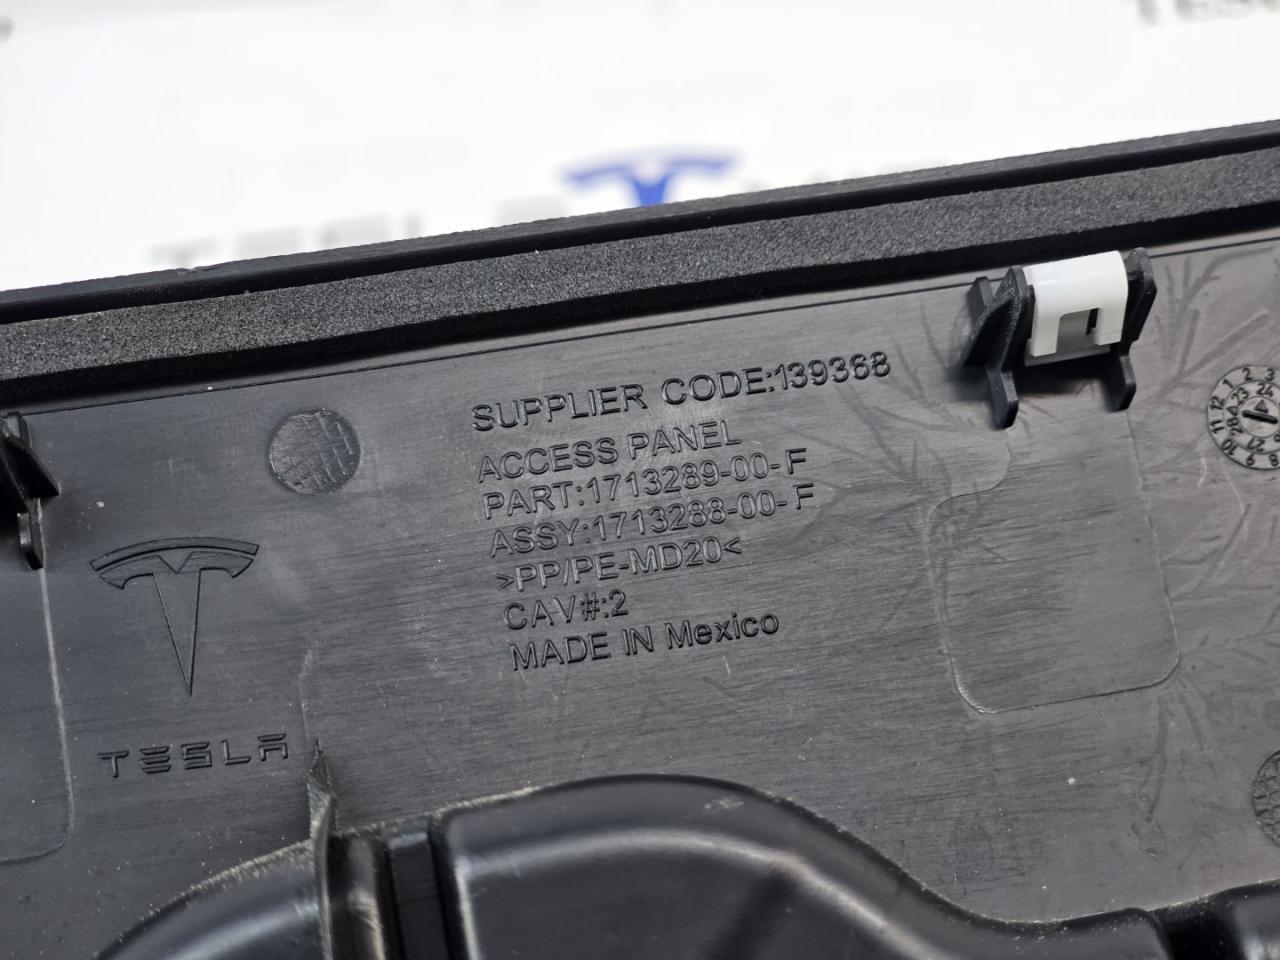 SUPPLIER CODE:139368
ACCESS PANEL
PART:1713289-00-F
ASSY:1713288-00-F
>PP/PE-MD20<
CAV#:2
MADE IN Mexico
TESLA